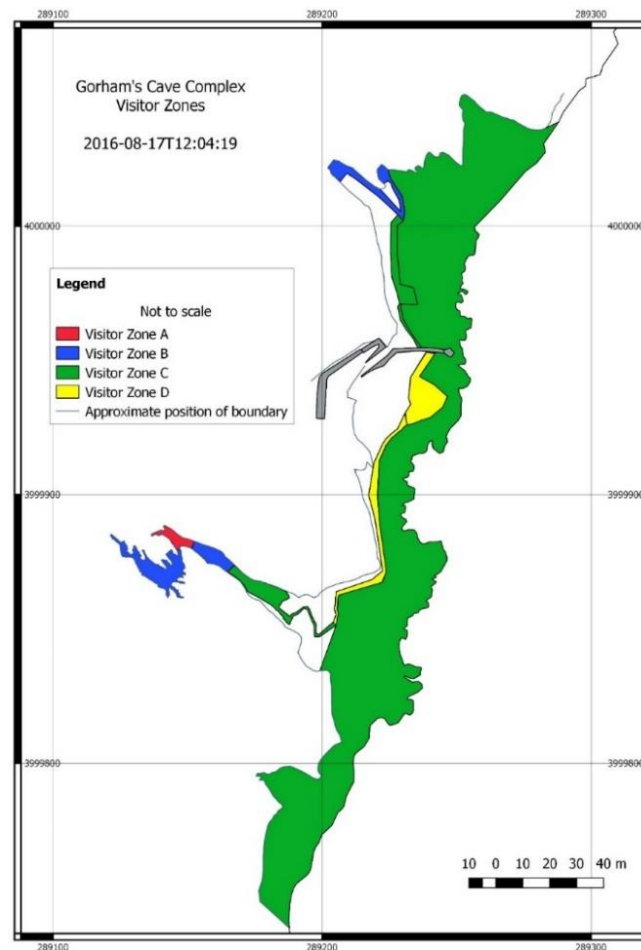 289100 289200 289300
Gorham's Cave Complex
Visitor Zones
2016-08-17T12:04:19
4000000 4000000
Legend
Not to scale
Visitor Zone A
Visitor Zone B
Visitor Zone C
Visitor Zone D
Approximate position of boundary
3999900 3999900
3999800 3999800
10 0 10 20 30 40 m
289100 289200 289300